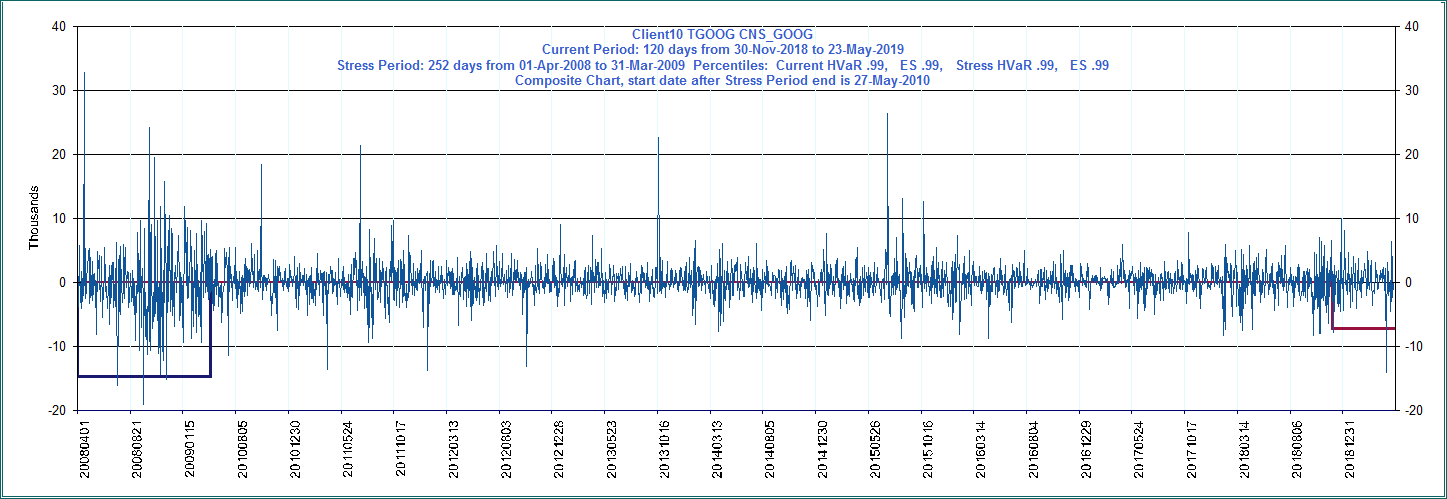 Client10 TGOOG CNS_GOOG
Current Period: 120 days from 30-Nov-2018 to 23-May-2019
Stress Period: 252 days from 01-Apr-2008 to 31-Mar-2009 Percentiles: Current HVaR .99, ES .99, Stress HVaR .99, ES .99
Composite Chart, start date after Stress Period end is 27-May-2010
40 40
30 30
20 20
10 10
0 0
-10 -10
-20 -20
Thousands
20080401 20080821 20090115 20100805 20101230 20110524 20111017 20120313 20120803 20121228 20130523 20131016 20140313 20140805 20141230 20150526 20151016 20160314 20160804 20161229 20170524 20171017 20180314 20180806 20181231